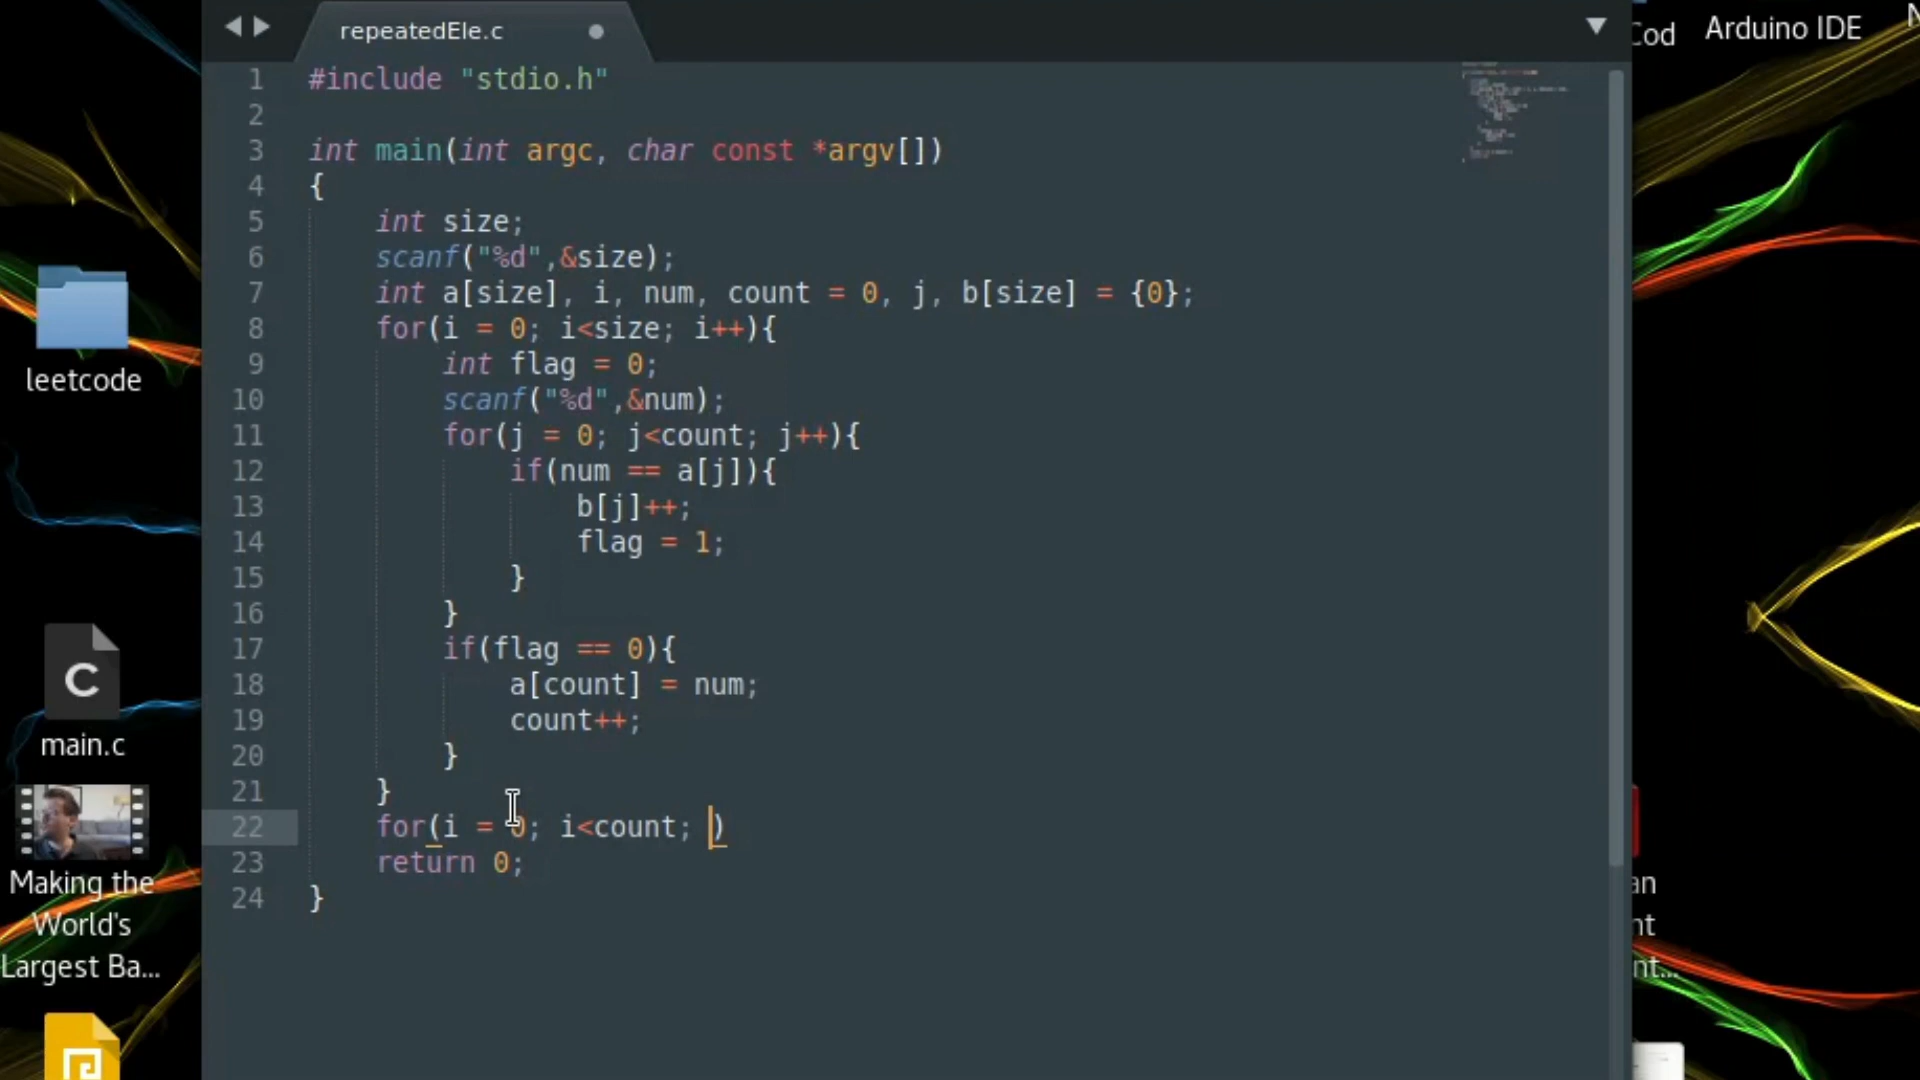 repeatedEle.c
Cod
Arduino IDE
1 #include "stdio.h"
2
3 int main(int argc, char const *argv[])
4 {
5 int size;
6 scanf("%d",&size);
7 int a[size], i, num, count = 0, j, b[size] = {0};
8 for(i = 0; i<size; i++){
9 int flag = 0;
10 scanf("%d",&num);
11 for(j = 0; j<count; j++){
12 if(num == a[j]){
13 b[j]++;
14 flag = 1;
15 }
16 }
17 if(flag == 0){
18 a[count] = num;
19 count++;
20 }
21 }
22 for(i = 0; i<count; )
23 return 0;
24 }
leetcode
C
main.c
Making the
World's
Largest Ba...
an
nt
nt...